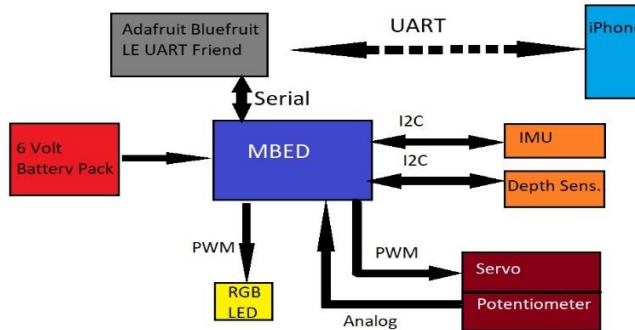 Adafruit Bluefruit
LE UART Friend
UART
iPhone
Serial
6 Volt
Battery Pack
MBED
I2C
IMU
I2C
Depth Sens.
PWM
PWM
RGB
LED
Servo
Potentiometer
Analog